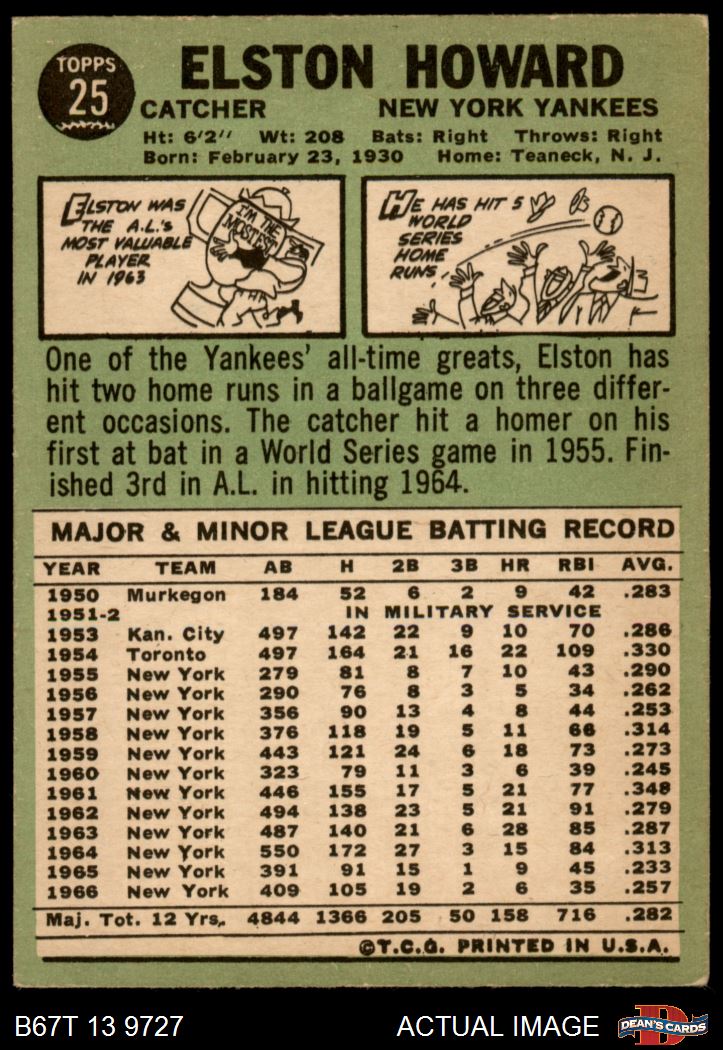 TOPPS
25
ELSTON HOWARD
CATCHER NEW YORK YANKEES
Ht: 6'2" Wt: 208 Bats: Right Throws: Right
Born: February 23, 1930 Home: Teaneck, N. J.
ELSTON WAS
THE A.L.'s
MOST VALUABLE
PLAYER
IN 1963
I'M THE
MOSTEST
HE HAS HIT 5
WORLD
SERIES
HOME
RUNS!
One of the Yankees' all-time greats, Elston has
hit two home runs in a ballgame on three differ-
ent occasions. The catcher hit a homer on his
first at bat in a World Series game in 1955. Fin-
ished 3rd in A.L. in hitting 1964.
MAJOR & MINOR LEAGUE BATTING RECORD
YEAR TEAM AB H 2B 3B HR RBI AVG.
1950 Murkegon 184 52 6 2 9 42 .283
1951-2 IN MILITARY SERVICE
1953 Kan. City 497 142 22 9 10 70 .286
1954 Toronto 497 164 21 16 22 109 .330
1955 New York 279 81 8 7 10 43 .290
1956 New York 290 76 8 3 5 34 .262
1957 New York 356 90 13 4 8 44 .253
1958 New York 376 118 19 5 11 66 .314
1959 New York 443 121 24 6 18 73 .273
1960 New York 323 79 11 3 6 39 .245
1961 New York 446 155 17 5 21 77 .348
1962 New York 494 138 23 5 21 91 .279
1963 New York 487 140 21 6 28 85 .287
1964 New York 550 172 27 3 15 84 .313
1965 New York 391 91 15 1 9 45 .233
1966 New York 409 105 19 2 6 35 .257
Maj. Tot. 12 Yrs. 4844 1366 205 50 158 716 .282
©T.C.G. PRINTED IN U.S.A.
B67T 13 9727 ACTUAL IMAGE D DEAN'S CARDS